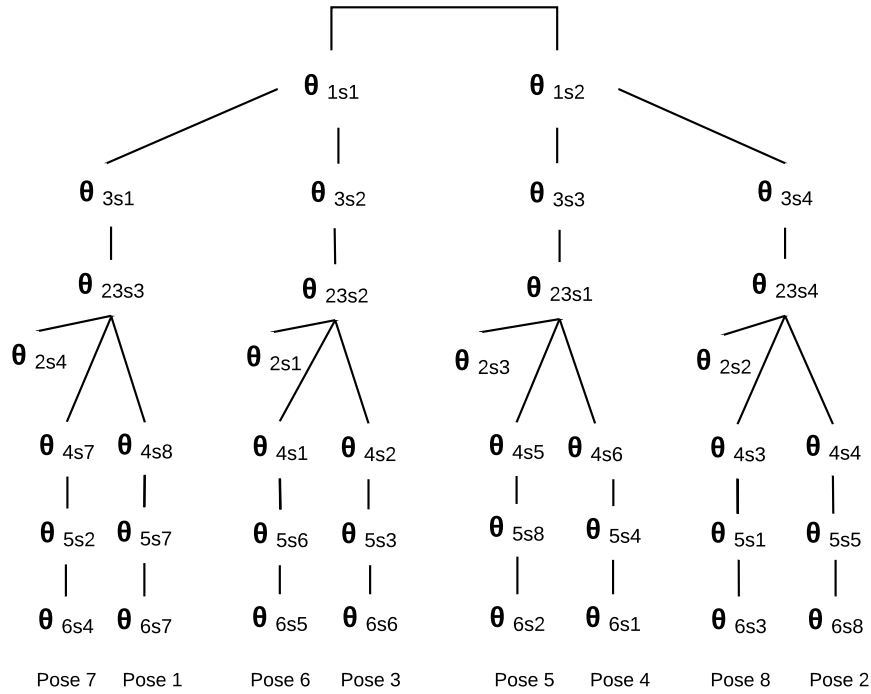 θ 1s1 θ 1s2
θ 3s1 θ 3s2 θ 3s3 θ 3s4
θ 23s3 θ 23s2 θ 23s1 θ 23s4
θ 2s4 θ 2s1 θ 2s3 θ 2s2
θ 4s7 θ 4s8 θ 4s1 θ 4s2 θ 4s5 θ 4s6 θ 4s3 θ 4s4
θ 5s2 θ 5s7 θ 5s6 θ 5s3 θ 5s8 θ 5s4 θ 5s1 θ 5s5
θ 6s4 θ 6s7 θ 6s5 θ 6s6 θ 6s2 θ 6s1 θ 6s3 θ 6s8
Pose 7 Pose 1 Pose 6 Pose 3 Pose 5 Pose 4 Pose 8 Pose 2